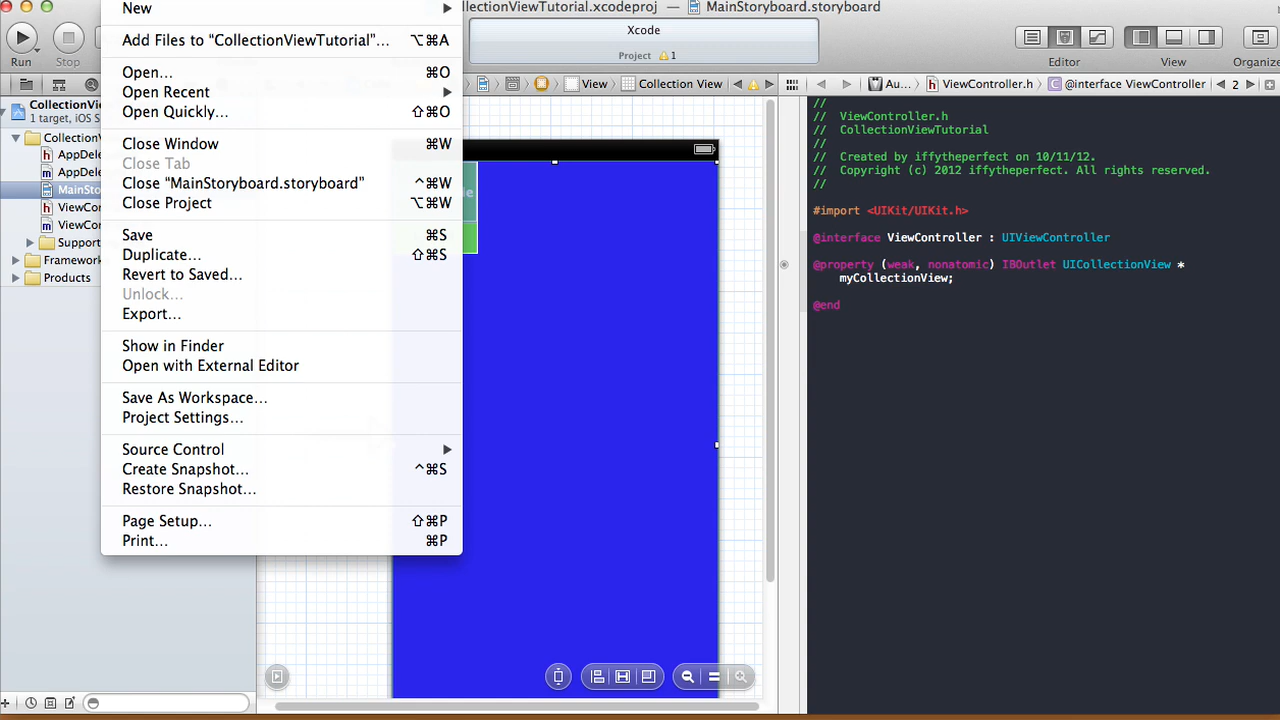 New
CollectionViewTutorial.xcodeproj — MainStoryboard.storyboard
Add Files to “CollectionViewTutorial”... ⌥⌘A
Xcode
Project 1
Run
Stop
Editor
View
Organize
Open... ⌘O
Open Recent
Open Quickly... ⇧⌘O
Close Window ⌘W
Close Tab
Close “MainStoryboard.storyboard” ^⌘W
Close Project ⌥⌘W
Save ⌘S
Duplicate... ⇧⌘S
Revert to Saved...
Unlock...
Export...
Show in Finder
Open with External Editor
Save As Workspace...
Project Settings...
Source Control
Create Snapshot... ^⌘S
Restore Snapshot...
Page Setup... ⇧⌘P
Print... ⌘P
CollectionVi
1 target, iOS S
CollectionV
AppDele
AppDele
MainSto
ViewCo
ViewCo
Support
Framework
Products
View
Collection View
Au...
ViewController.h
@interface ViewController
2
//
// ViewController.h
// CollectionViewTutorial
//
// Created by iffytheperfect on 10/11/12.
// Copyright (c) 2012 iffytheperfect. All rights reserved.
//
#import <UIKit/UIKit.h>
@interface ViewController : UIViewController
@property (weak, nonatomic) IBOutlet UICollectionView *
myCollectionView;
@end